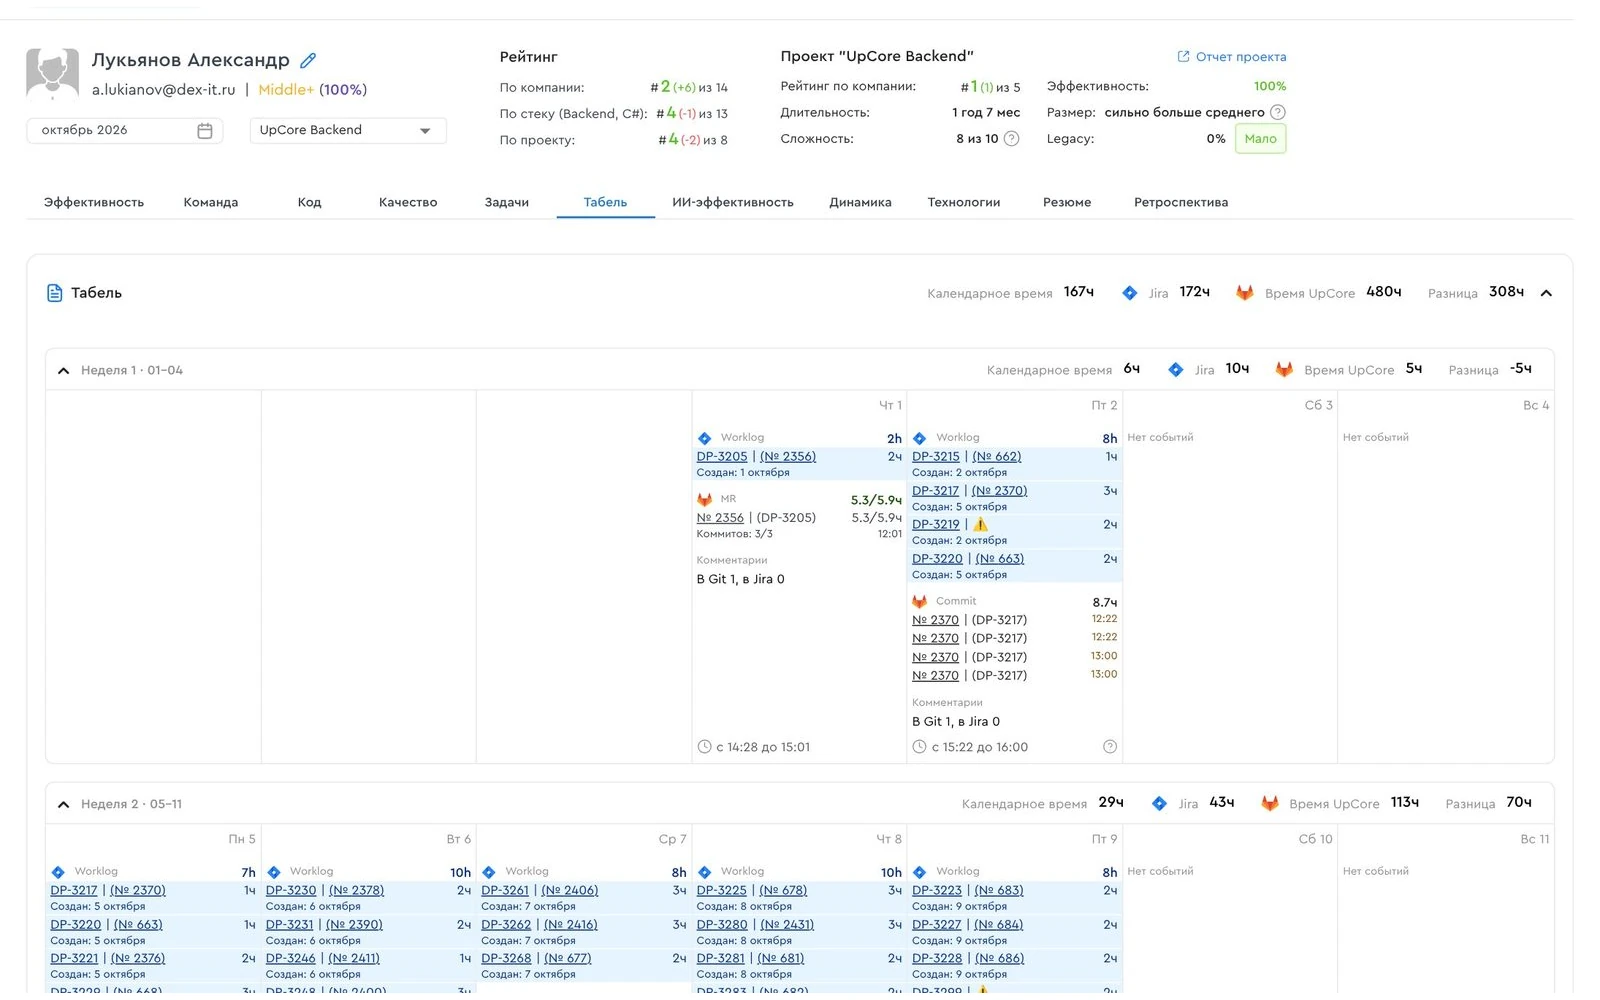 Лукьянов Александр
a.lukianov@dex-it.ru | Middle+ (100%)
октябрь 2026
UpCore Backend
Рейтинг
По компании: #2 (+6) из 14
По стеку (Backend, C#): #4 (-1) из 13
По проекту: #4 (-2) из 8
Проект "UpCore Backend"
Отчет проекта
Рейтинг по компании: #1 (1) из 5
Эффективность: 100%
Длительность: 1 год 7 мес
Размер: сильно больше среднего ?
Сложность: 8 из 10 ?
Legacy: 0% Мало
Эффективность Команда Код Качество Задачи Табель ИИ-эффективность Динамика Технологии Резюме Ретроспектива
Табель
Календарное время 167ч Jira 172ч Время UpCore 480ч Разница 308ч
Неделя 1 · 01-04
Календарное время 6ч Jira 10ч Время UpCore 5ч Разница -5ч
Чт 1
Worklog 2h
DP-3205 | (№ 2356) 2ч
Создан: 1 октября
MR 5.3/5.9ч
№ 2356 | (DP-3205) 5.3/5.9ч
Коммитов: 3/3 12:01
Комментарии
В Git 1, в Jira 0
с 14:28 до 15:01
Пт 2
Worklog 8h
DP-3215 | (№ 662) 1ч
Создан: 2 октября
DP-3217 | (№ 2370) 3ч
Создан: 5 октября
DP-3219 | 2ч
Создан: 2 октября
DP-3220 | (№ 663) 2ч
Создан: 5 октября
Commit 8.7ч
№ 2370 | (DP-3217) 12:22
№ 2370 | (DP-3217) 12:22
№ 2370 | (DP-3217) 13:00
№ 2370 | (DP-3217) 13:00
Комментарии
В Git 1, в Jira 0
с 15:22 до 16:00 ?
Сб 3
Нет событий
Вс 4
Нет событий
Неделя 2 · 05-11
Календарное время 29ч Jira 43ч Время UpCore 113ч Разница 70ч
Пн 5
Worklog 7h
DP-3217 | (№ 2370) 1ч
Создан: 5 октября
DP-3220 | (№ 663) 1ч
Создан: 5 октября
DP-3221 | (№ 2376) 2ч
Создан: 5 октября
DP-3229 | (№ 668) 3ч
Вт 6
Worklog 10h
DP-3230 | (№ 2378) 2ч
Создан: 6 октября
DP-3231 | (№ 2390) 2ч
Создан: 6 октября
DP-3246 | (№ 2411) 1ч
Создан: 6 октября
DP-3248 | (№ 2400) 3ч
Ср 7
Worklog 8h
DP-3261 | (№ 2406) 3ч
Создан: 7 октября
DP-3262 | (№ 2416) 3ч
Создан: 7 октября
DP-3268 | (№ 677) 2ч
Создан: 7 октября
Чт 8
Worklog 10h
DP-3225 | (№ 678) 3ч
Создан: 8 октября
DP-3280 | (№ 2431) 3ч
Создан: 8 октября
DP-3281 | (№ 681) 2ч
Создан: 8 октября
DP-3283 | (№ 682) 2ч
Пт 9
Worklog 8h
DP-3223 | (№ 683) 2ч
Создан: 9 октября
DP-3227 | (№ 684) 2ч
Создан: 9 октября
DP-3228 | (№ 686) 2ч
Создан: 9 октября
DP-3299 | 2ч
Сб 10
Нет событий
Вс 11
Нет событий